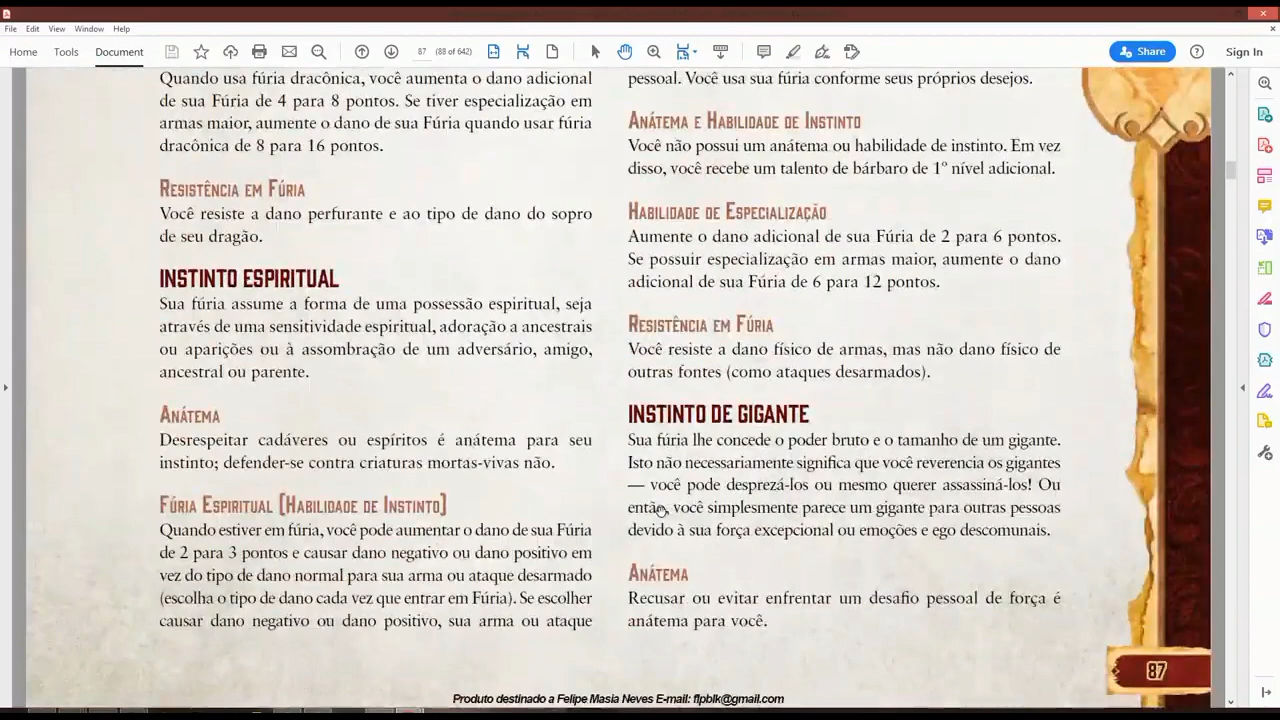 File Edit View Window Help
Home Tools Document 87 (88 of 642) Share Sign In
Quando usa fúria dracônica, você aumenta o dano adicional
de sua Fúria de 4 para 8 pontos. Se tiver especialização em
armas maior, aumente o dano de sua Fúria quando usar fúria
dracônica de 8 para 16 pontos.
Resistência em Fúria
Você resiste a dano perfurante e ao tipo de dano do sopro
de seu dragão.
INSTINTO ESPIRITUAL
Sua fúria assume a forma de uma possessão espiritual, seja
através de uma sensitividade espiritual, adoração a ancestrais
ou aparições ou à assombração de um adversário, amigo,
ancestral ou parente.
Anátema
Desrespeitar cadáveres ou espíritos é anátema para seu
instinto; defender-se contra criaturas mortas-vivas não.
Fúria Espiritual (Habilidade de Instinto)
Quando estiver em fúria, você pode aumentar o dano de sua Fúria
de 2 para 3 pontos e causar dano negativo ou dano positivo em
vez do tipo de dano normal para sua arma ou ataque desarmado
(escolha o tipo de dano cada vez que entrar em Fúria). Se escolher
causar dano negativo ou dano positivo, sua arma ou ataque
pessoal. Você usa sua fúria conforme seus próprios desejos.
Anátema e Habilidade de Instinto
Você não possui um anátema ou habilidade de instinto. Em vez
disso, você recebe um talento de bárbaro de 1º nível adicional.
Habilidade de Especialização
Aumente o dano adicional de sua Fúria de 2 para 6 pontos.
Se possuir especialização em armas maior, aumente o dano
adicional de sua Fúria de 6 para 12 pontos.
Resistência em Fúria
Você resiste a dano físico de armas, mas não dano físico de
outras fontes (como ataques desarmados).
INSTINTO DE GIGANTE
Sua fúria lhe concede o poder bruto e o tamanho de um gigante.
Isto não necessariamente significa que você reverencia os gigantes
— você pode desprezá-los ou mesmo querer assassiná-los! Ou
então, você simplesmente parece um gigante para outras pessoas
devido à sua força excepcional ou emoções e ego descomunais.
Anátema
Recusar ou evitar enfrentar um desafio pessoal de força é
anátema para você.
87
Produto destinado a Felipe Masia Neves E-mail: flpblk@gmail.com